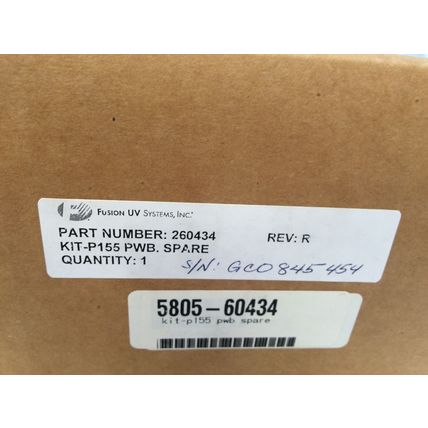 FUSION UV SYSTEMS, INC.
PART NUMBER: 260434 REV: R
KIT-P155 PWB, SPARE
QUANTITY: 1 S/N: GCO845454
5805-60434
kit-p155 pwb spare